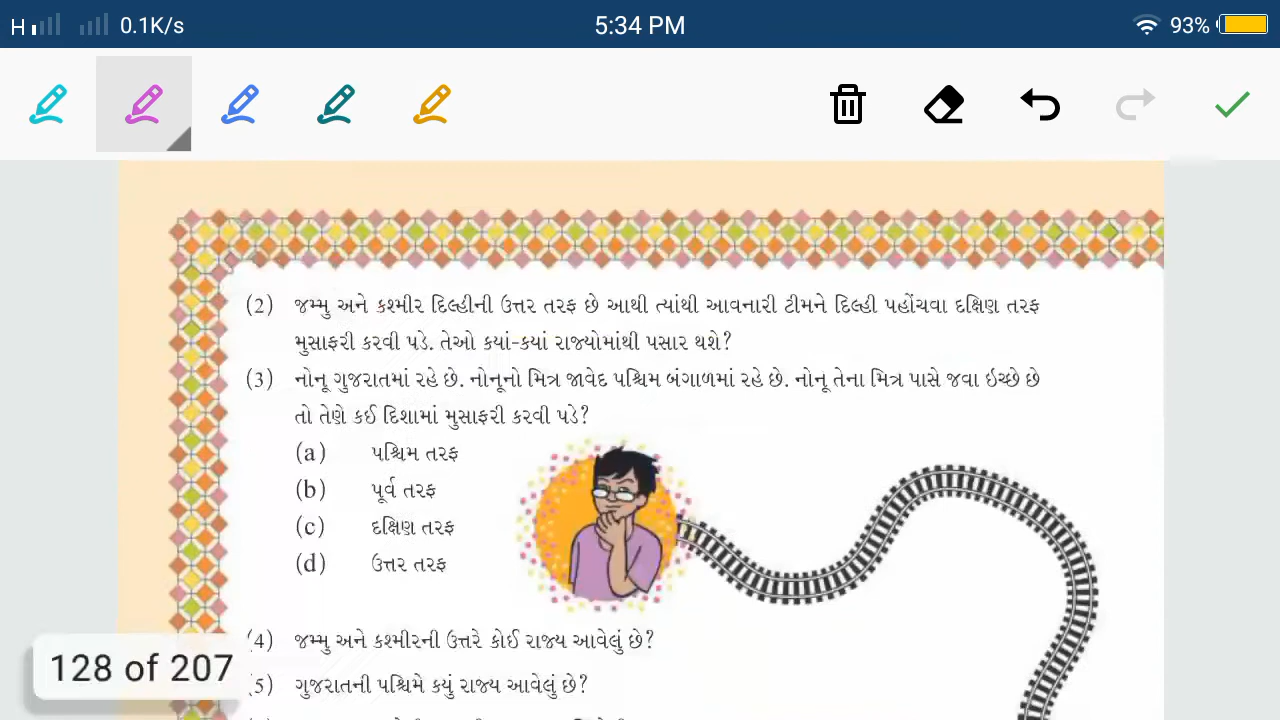 H 0.1K/s 5:34 PM 93%
(2) જમ્મુ અને કશ્મીર દિલ્હીની ઉત્તર તરફ છે આથી ત્યાંથી આવનારી ટીમને દિલ્હી પહોંચવા દક્ષિણ તરફ
મુસાફરી કરવી પડે. તેઓ કયાં-કયાં રાજ્યોમાંથી પસાર થશે?
(3) નોનૂ ગુજરાતમાં રહે છે. નોનૂનો મિત્ર જાવેદ પશ્ચિમ બંગાળમાં રહે છે. નોનૂ તેના મિત્ર પાસે જવા ઇચ્છે છે
તો તેણે કઈ દિશામાં મુસાફરી કરવી પડે?
(a) પશ્ચિમ તરફ
(b) પૂર્વ તરફ
(c) દક્ષિણ તરફ
(d) ઉત્તર તરફ
(4) જમ્મુ અને કશ્મીરની ઉત્તરે કોઈ રાજ્ય આવેલું છે?
5) ગુજરાતની પશ્ચિમે કયું રાજ્ય આવેલું છે?
128 of 207